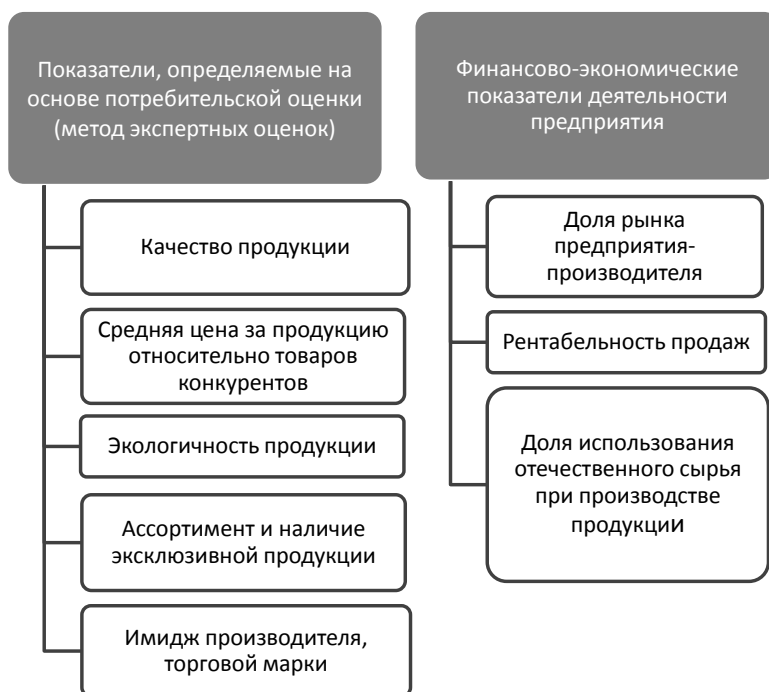 Показатели, определяемые на
основе потребительской оценки
(метод экспертных оценок)
Качество продукции
Средняя цена за продукцию
относительно товаров
конкурентов
Экологичность продукции
Ассортимент и наличие
эксклюзивной продукции
Имидж производителя,
торговой марки
Финансово-экономические
показатели деятельности
предприятия
Доля рынка
предприятия-
производителя
Рентабельность продаж
Доля использования
отечественного сырья
при производстве
продукции